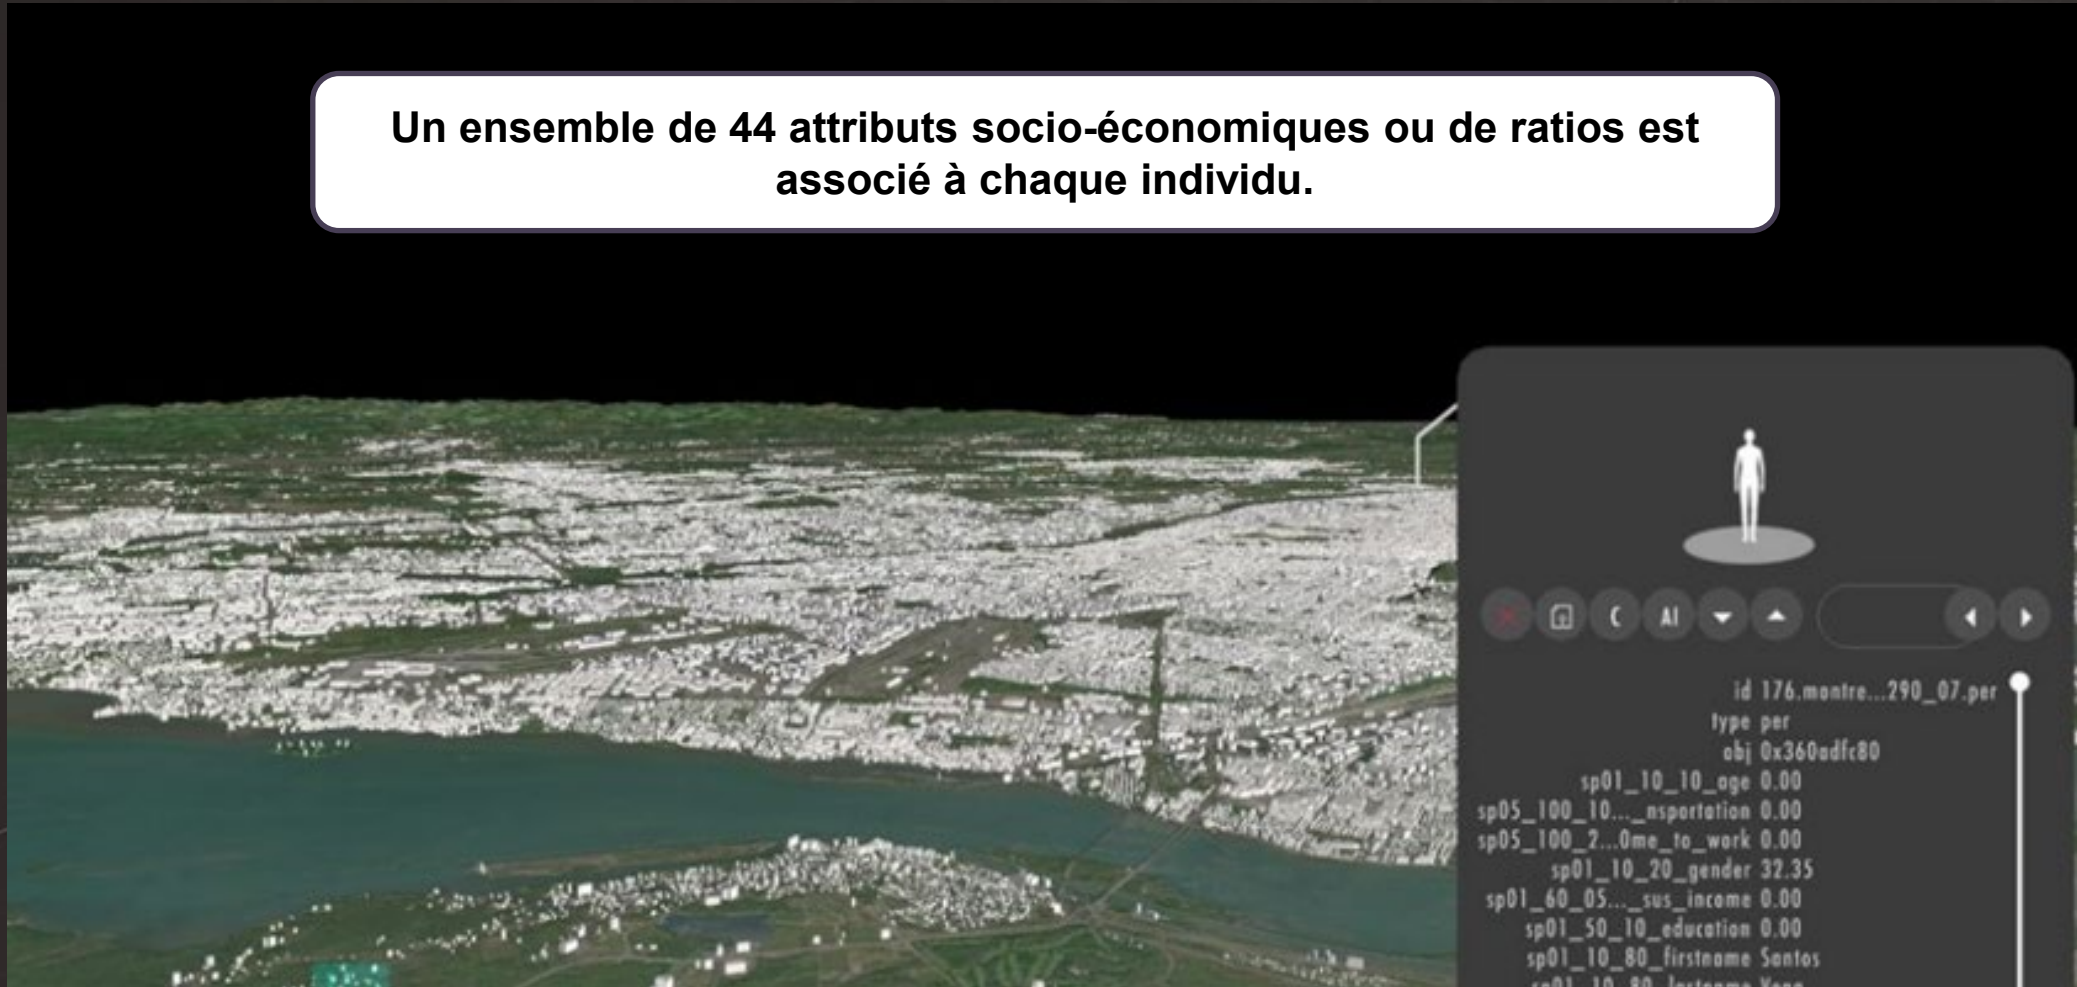 Un ensemble de 44 attributs socio-économiques ou de ratios est
associé à chaque individu.
C AI
id 176.montre...290_07.per
type per
obj 0x360adfc80
sp01_10_10_age 0.00
sp05_100_10..._nsportation 0.00
sp05_100_2...0me_to_work 0.00
sp01_10_20_gender 32.35
sp01_60_05..._sus_income 0.00
sp01_50_10_education 0.00
sp01_10_80_firstname Santos